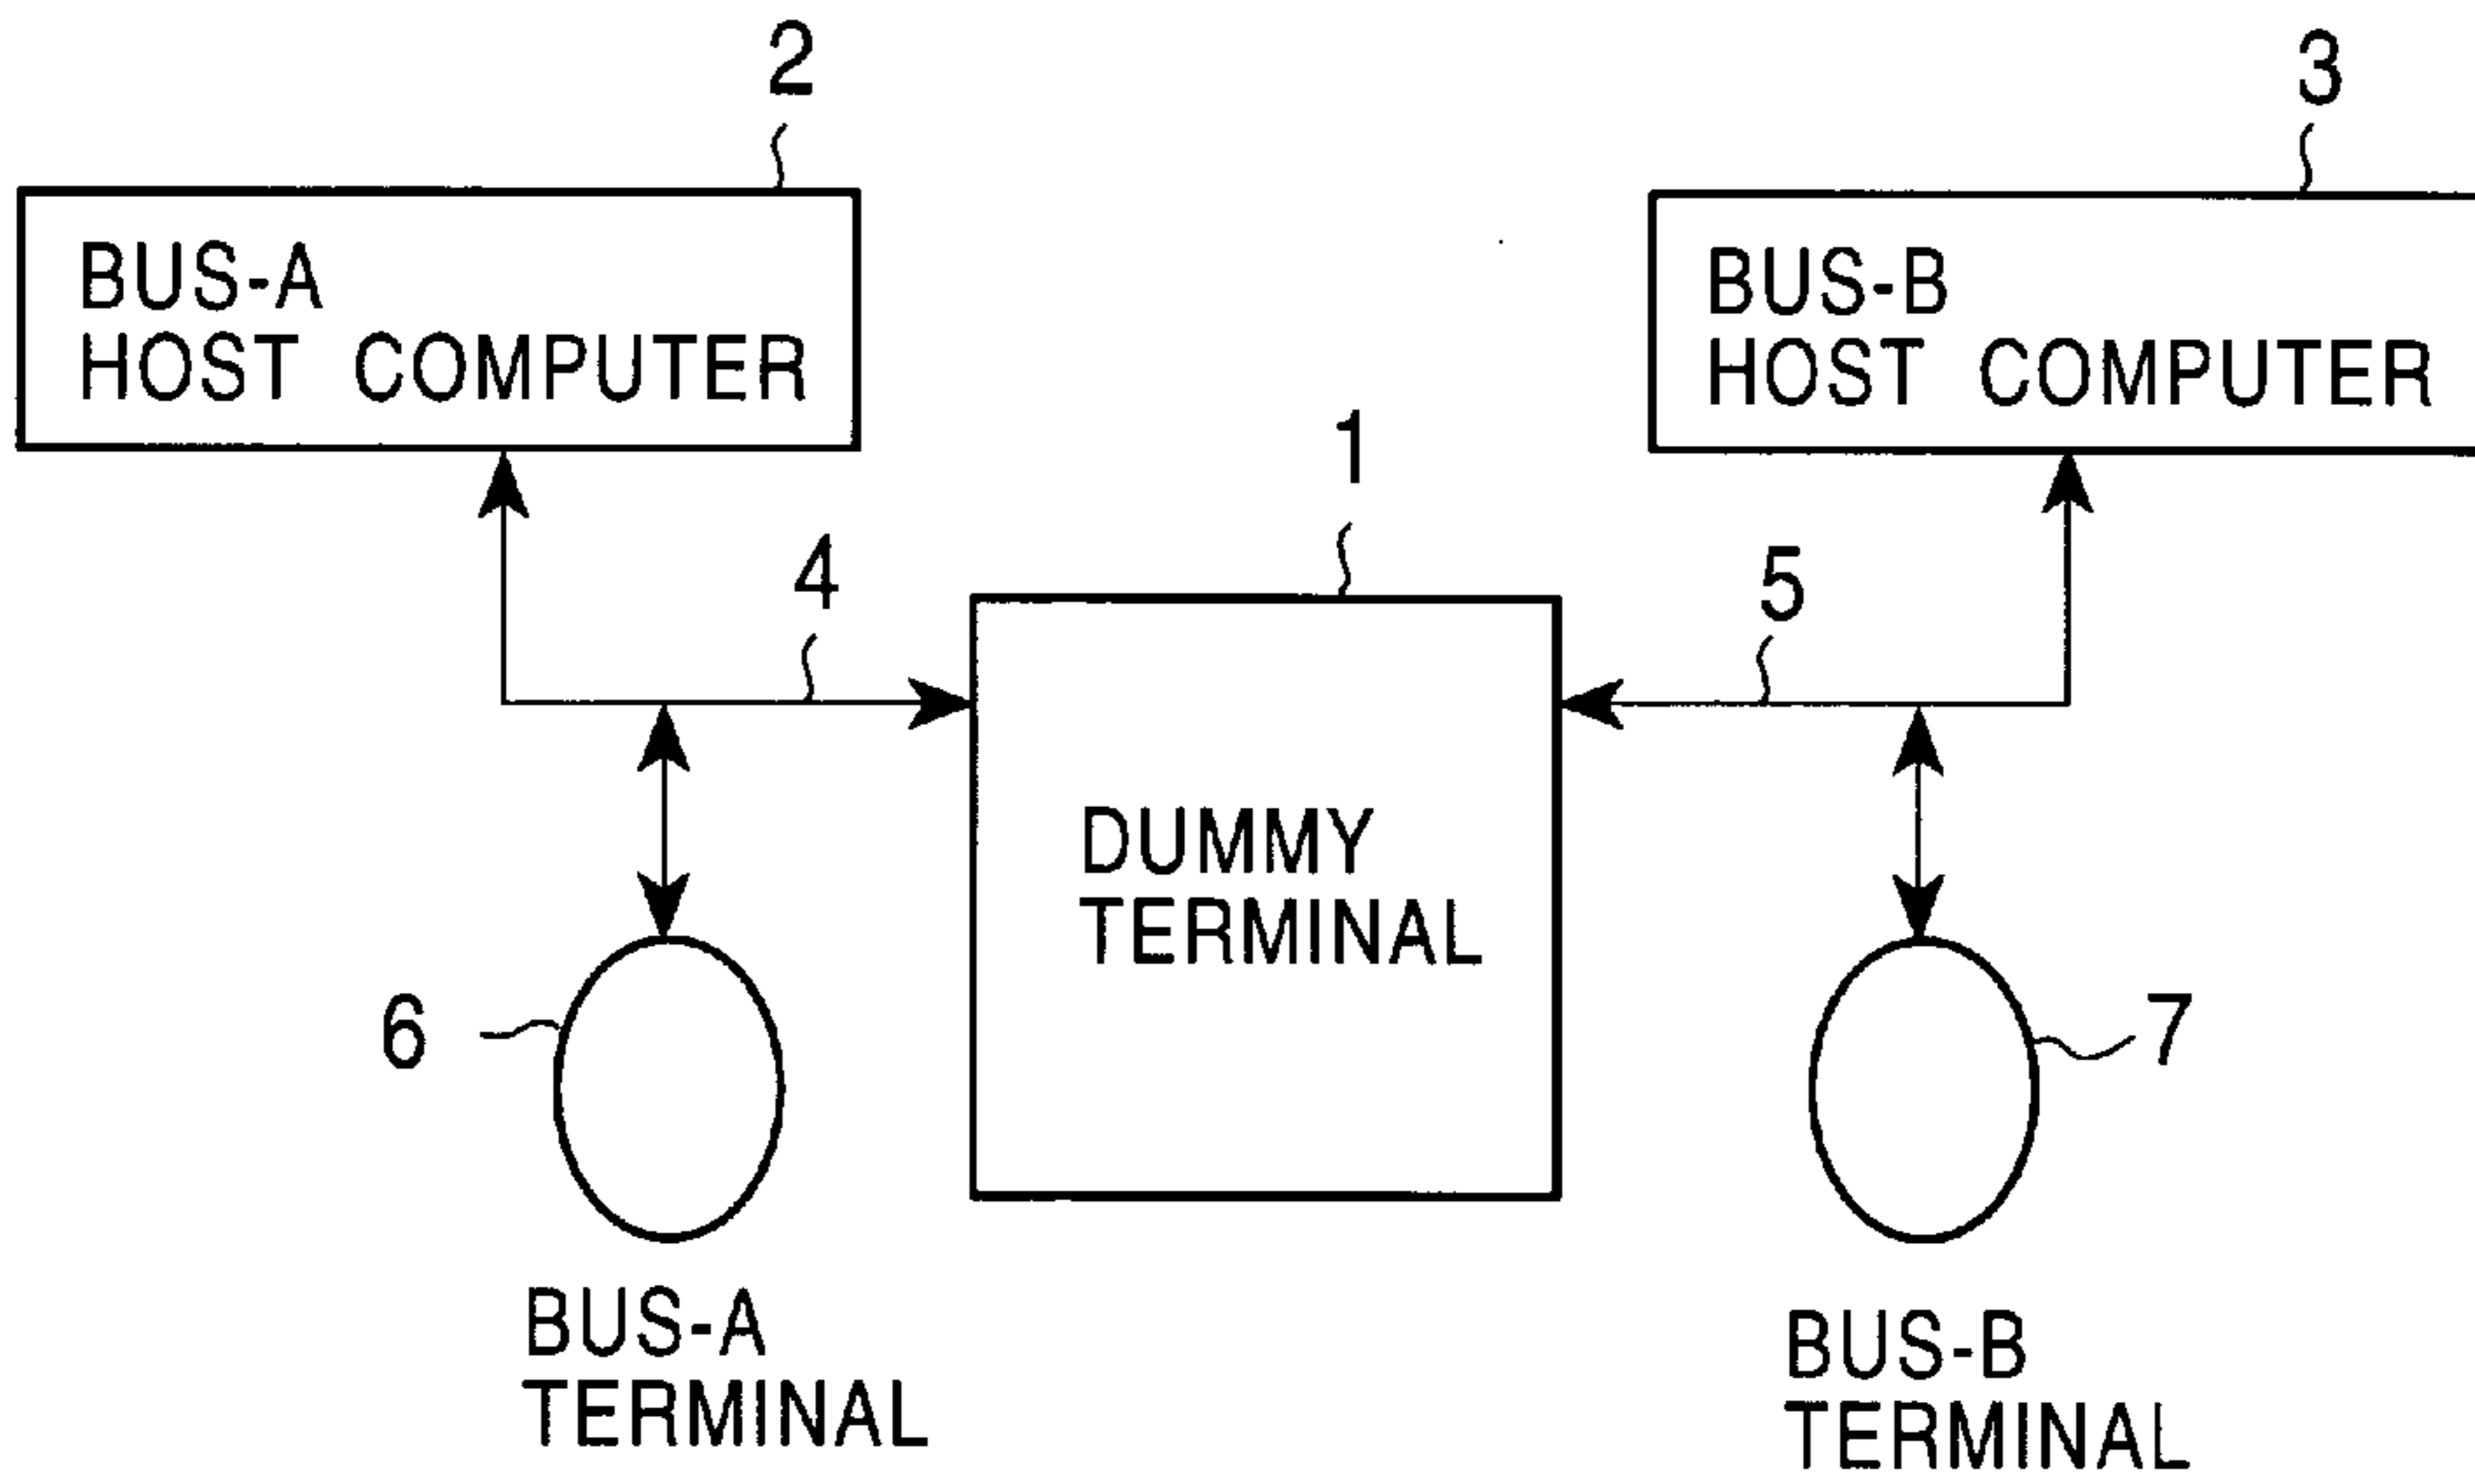 2
3
BUS-A
HOST COMPUTER
BUS-B
HOST COMPUTER
1
4
5
DUMMY
TERMINAL
6
7
BUS-A
TERMINAL
BUS-B
TERMINAL